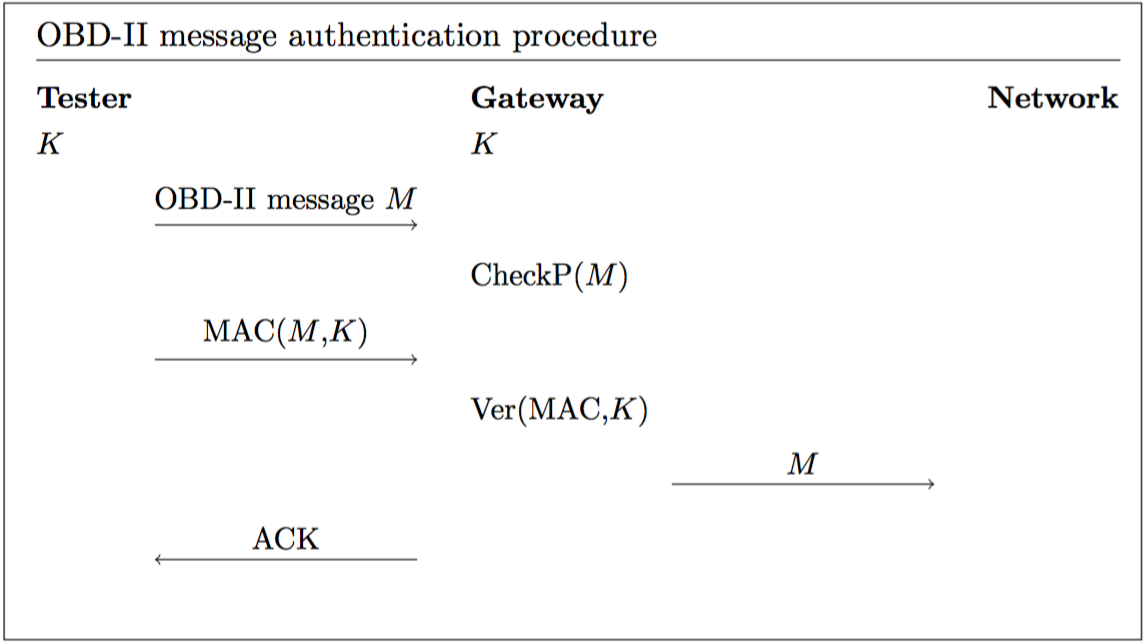 OBD-II message authentication procedure
Tester Gateway Network
K K
OBD-II message M
CheckP(M)
MAC(M,K)
Ver(MAC,K)
M
ACK